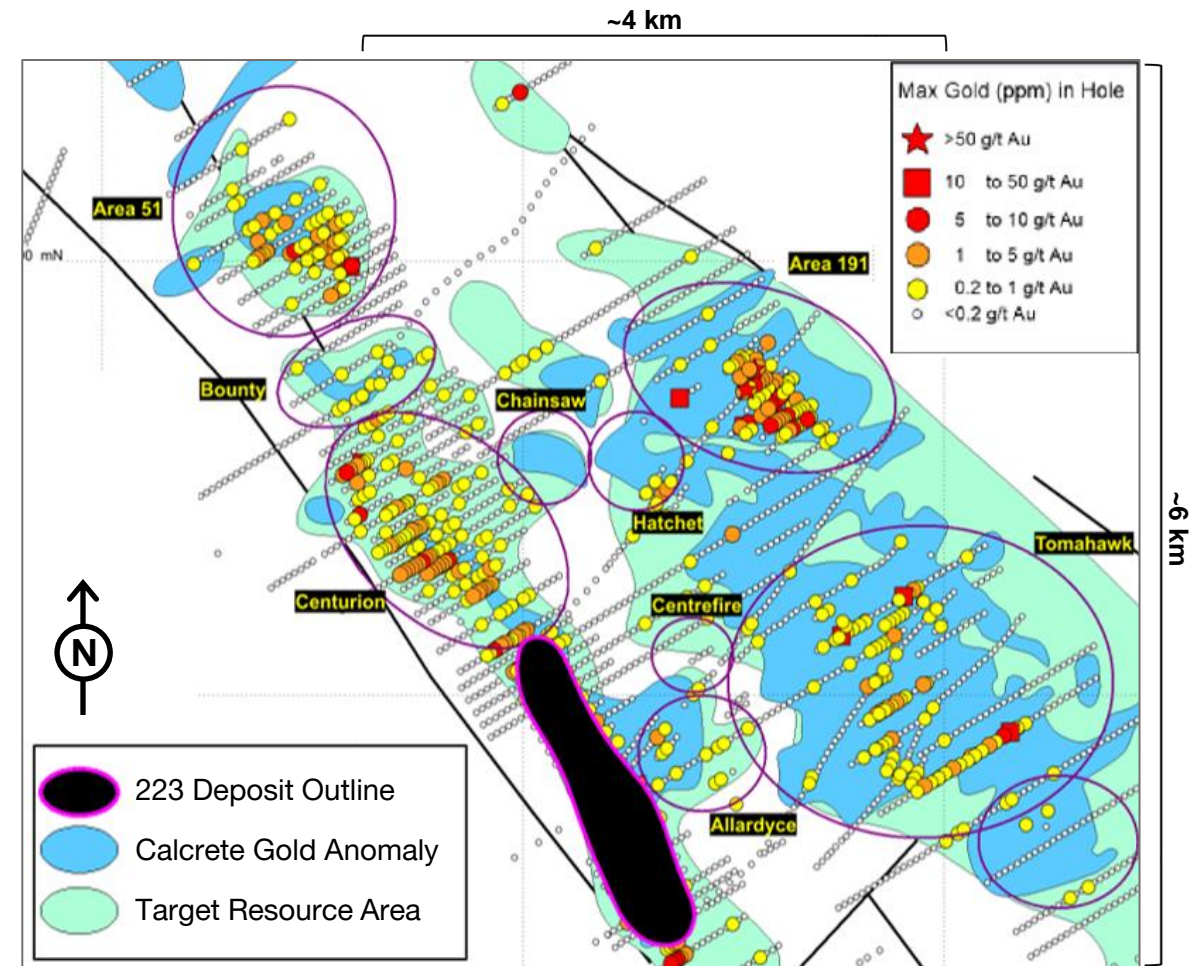 ~4 km
Max Gold (ppm) in Hole
>50 g/t Au
10 to 50 g/t Au
5 to 10 g/t Au
1 to 5 g/t Au
0.2 to 1 g/t Au
<0.2 g/t Au
Area 51
0 mN
Area 191
Bounty
Chainsaw
Hatchet
Tomahawk
~6 km
Centurion
Centrefire
N
Allardyce
223 Deposit Outline
Calcrete Gold Anomaly
Target Resource Area